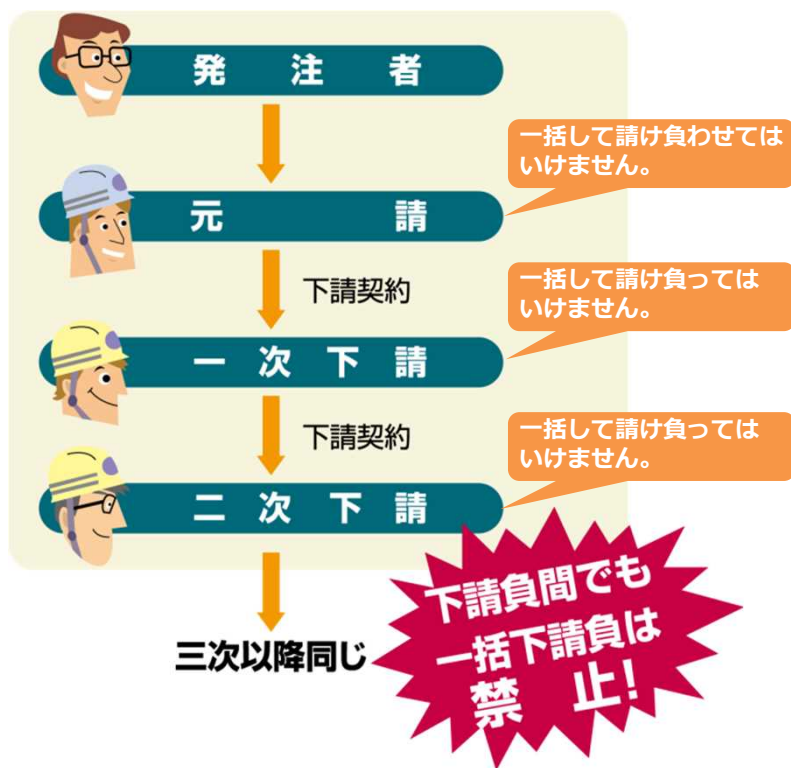 発注者
一括して請け負わせては
いけません。
元請
下請契約
一括して請け負っては
いけません。
一次下請
下請契約
一括して請け負っては
いけません。
二次下請
下請負間でも
一括下請負は
禁止!
三次以降同じ